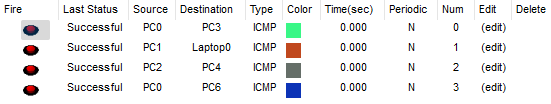 Fire Last Status Source Destination Type Color Time(sec) Periodic Num Edit Delete
Successful PC0 PC3 ICMP 0.000 N 0 (edit)
Successful PC1 Laptop0 ICMP 0.000 N 1 (edit)
Successful PC2 PC4 ICMP 0.000 N 2 (edit)
Successful PC0 PC6 ICMP 0.000 N 3 (edit)